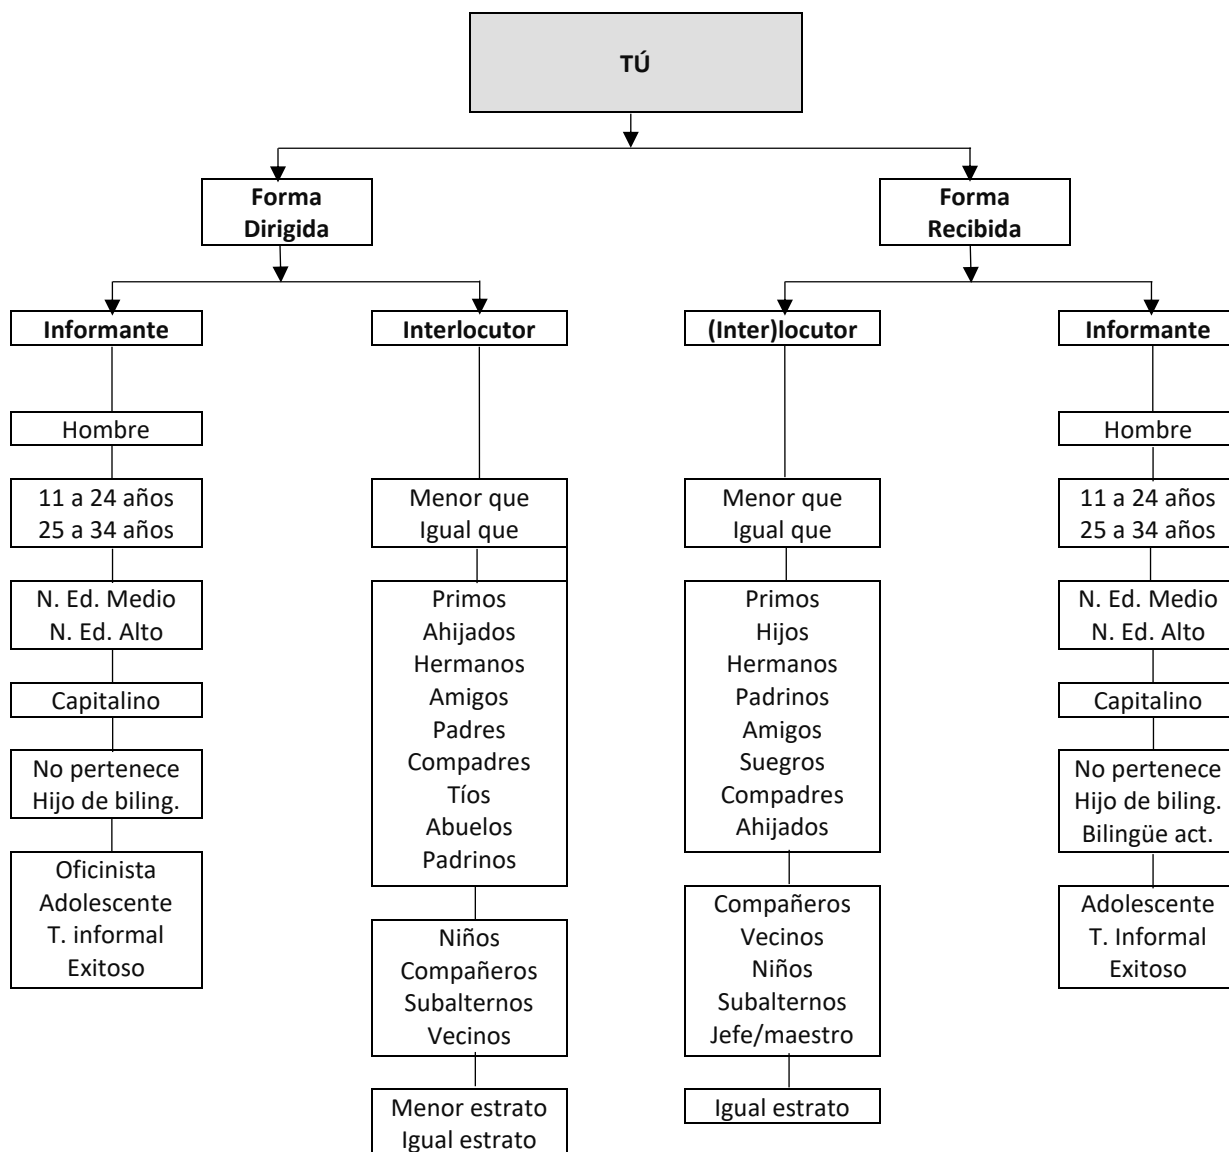 TÚ
Forma
Dirigida
Forma
Recibida
Informante
Interlocutor
(Inter)locutor
Informante
Hombre
11 a 24 años
25 a 34 años
N. Ed. Medio
N. Ed. Alto
Capitalino
No pertenece
Hijo de biling.
Oficinista
Adolescente
T. informal
Exitoso
Menor que
Igual que
Primos
Ahijados
Hermanos
Amigos
Padres
Compadres
Tíos
Abuelos
Padrinos
Niños
Compañeros
Subalternos
Vecinos
Menor estrato
Igual estrato
Menor que
Igual que
Primos
Hijos
Hermanos
Padrinos
Amigos
Suegros
Compadres
Ahijados
Compañeros
Vecinos
Niños
Subalternos
Jefe/maestro
Igual estrato
Hombre
11 a 24 años
25 a 34 años
N. Ed. Medio
N. Ed. Alto
Capitalino
No pertenece
Hijo de biling.
Bilingüe act.
Adolescente
T. Informal
Exitoso